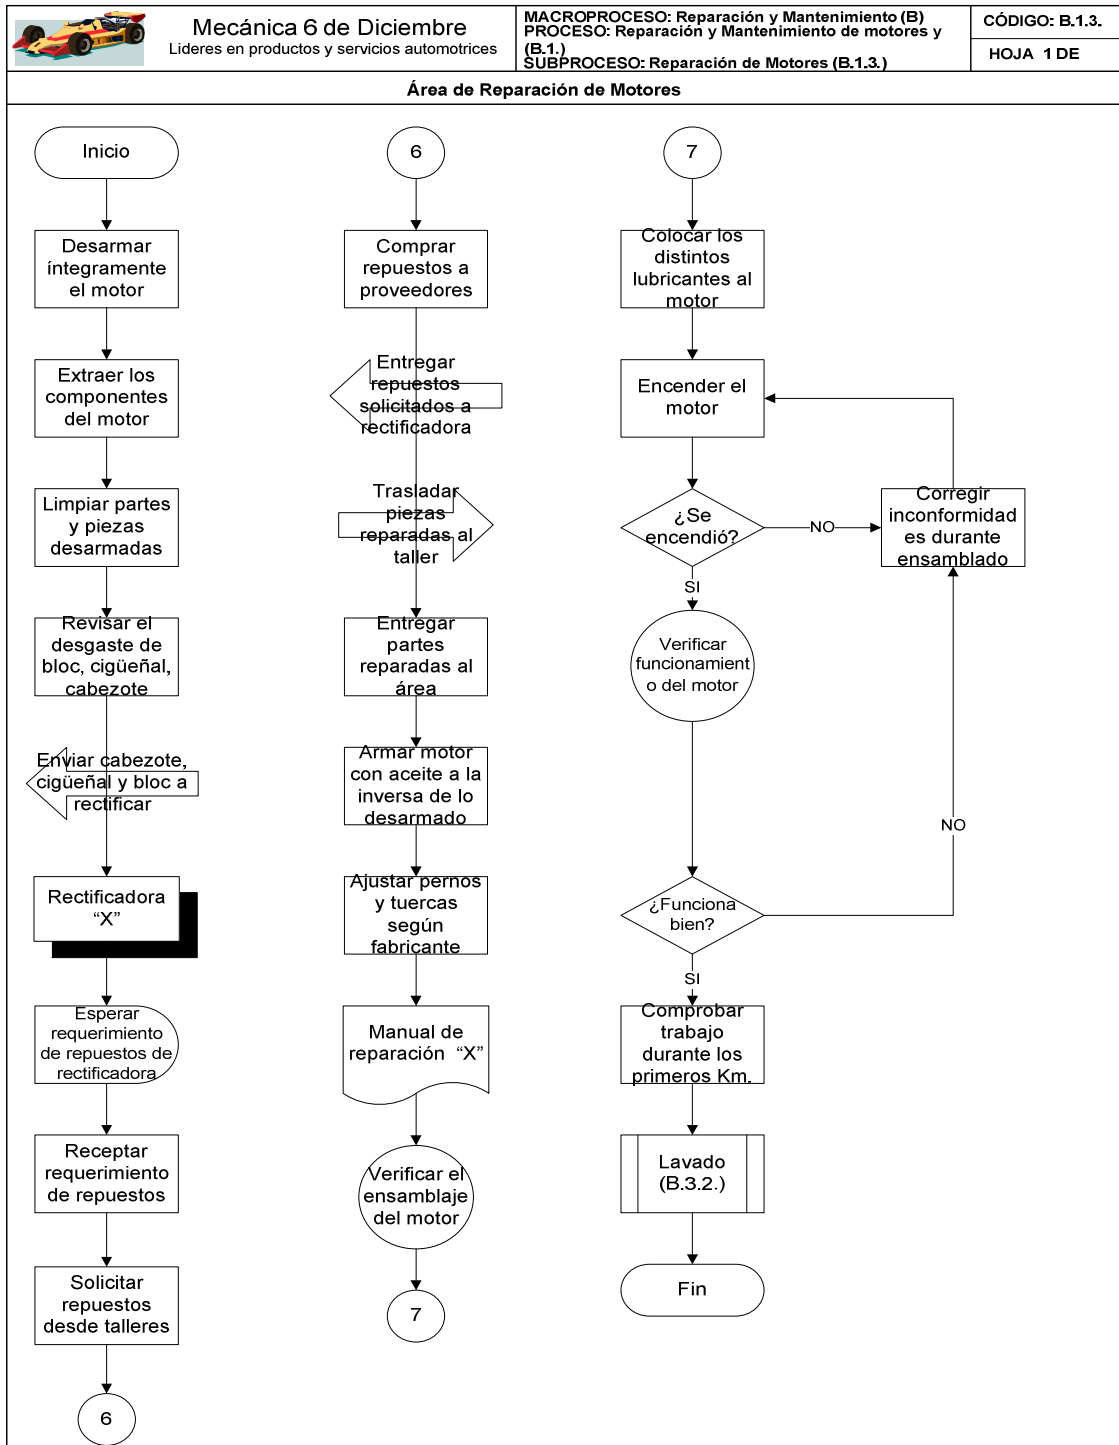 Mecánica 6 de Diciembre
Lideres en productos y servicios automotrices
MACROPROCESO: Reparación y Mantenimiento (B)
PROCESO: Reparación y Mantenimiento de motores y
(B.1.)
SUBPROCESO: Reparación de Motores (B.1.3.)
CÓDIGO: B.1.3.
HOJA 1 DE
Área de Reparación de Motores
Inicio
Desarmar
íntegramente
el motor
Extraer los
componentes
del motor
Limpiar partes
y piezas
desarmadas
Revisar el
desgaste de
bloc, cigüeñal,
cabezote
Enviar cabezote,
cigüeñal y bloc a
rectificar
Rectificadora
“X”
Esperar
requerimiento
de repuestos de
rectificadora
Receptar
requerimiento
de repuestos
Solicitar
repuestos
desde talleres
6
6
Comprar
repuestos a
proveedores
Entregar
repuestos
solicitados a
rectificadora
Trasladar
piezas
reparadas al
taller
Entregar
partes
reparadas al
área
Armar motor
con aceite a la
inversa de lo
desarmado
Ajustar pernos
y tuercas
según
fabricante
Manual de
reparación “X”
Verificar el
ensamblaje
del motor
7
7
Colocar los
distintos
lubricantes al
motor
Encender el
motor
¿Se
encendió?
NO
Corregir
inconformidad
es durante
ensamblado
SI
Verificar
funcionamient
o del motor
NO
¿Funciona
bien?
SI
Comprobar
trabajo
durante los
primeros Km.
Lavado
(B.3.2.)
Fin